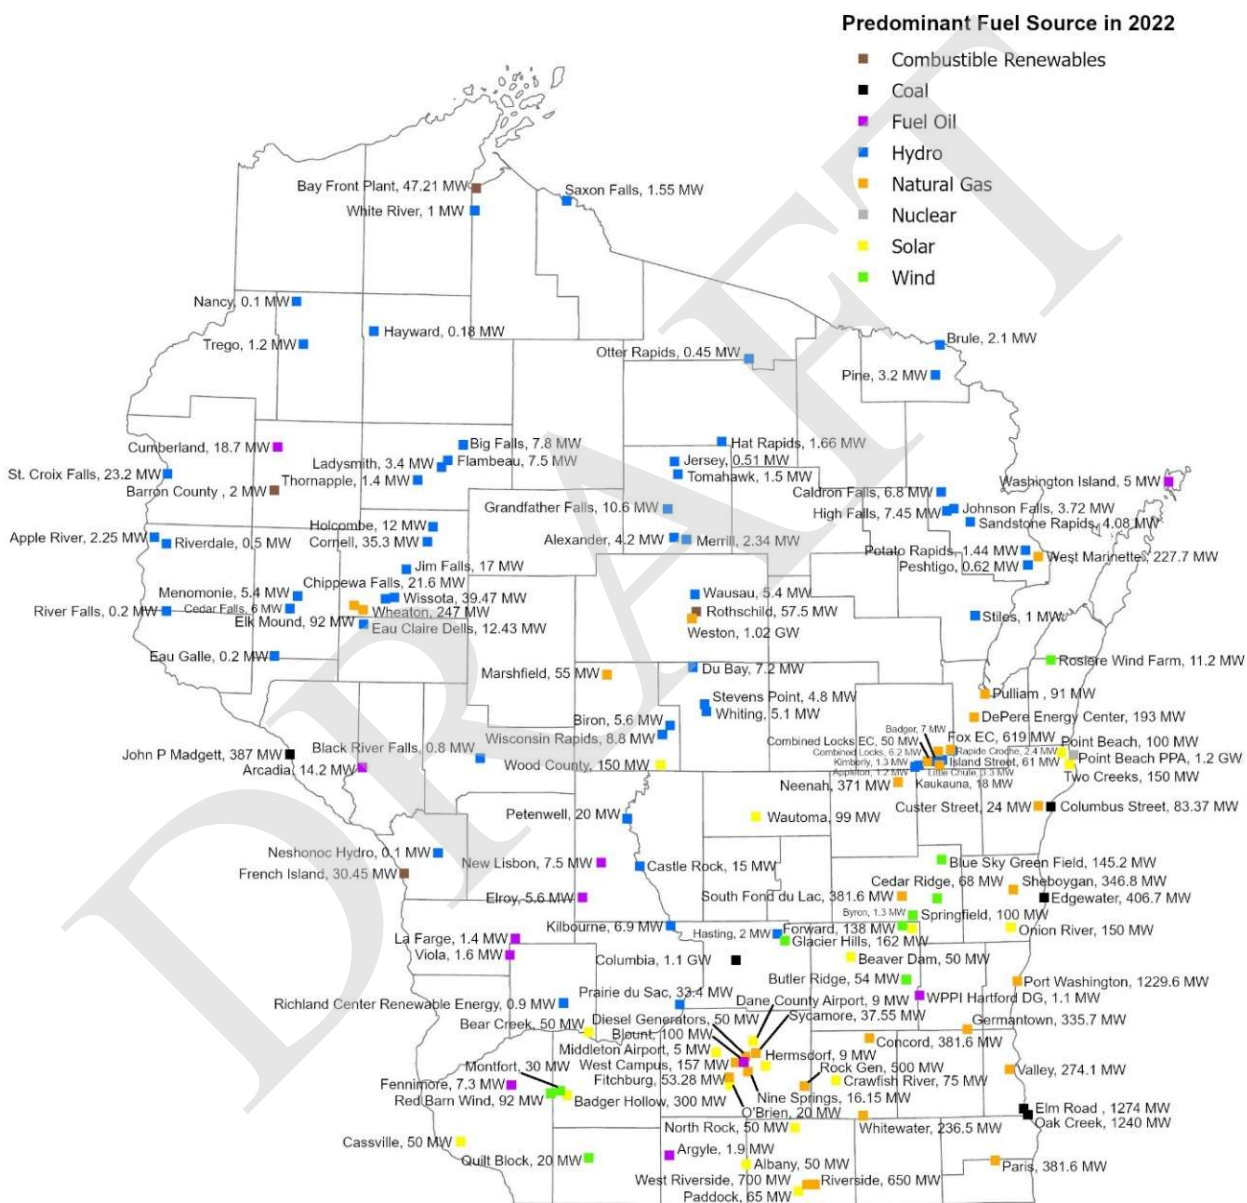 Predominant Fuel Source in 2022
Combustible Renewables
Coal
Fuel Oil
Hydro
Natural Gas
Nuclear
Solar
Wind
DRAFT
Bay Front Plant, 47.21 MW
Saxon Falls, 1.55 MW
White River, 1 MW
Nancy, 0.1 MW
Hayward, 0.18 MW
Trego, 1.2 MW
Brule, 2.1 MW
Otter Rapids, 0.45 MW
Pine, 3.2 MW
Cumberland, 18.7 MW
Big Falls, 7.8 MW
Hat Rapids, 1.66 MW
Ladysmith, 3.4 MW
Flambeau, 7.5 MW
Jersey, 0.51 MW
St. Croix Falls, 23.2 MW
Thornapple, 1.4 MW
Tomahawk, 1.5 MW
Washington Island, 5 MW
Barron County , 2 MW
Caldron Falls, 6.8 MW
Grandfather Falls, 10.6 MW
High Falls, 7.45 MW
Johnson Falls, 3.72 MW
Sandstone Rapids, 4.08 MW
Holcombe, 12 MW
Apple River, 2.25 MW
Riverdale, 0.5 MW
Cornell, 35.3 MW
Alexander, 4.2 MW
Merrill, 2.34 MW
Potato Rapids, 1.44 MW
West Marinette, 227.7 MW
Peshtigo, 0.62 MW
Jim Falls, 17 MW
Chippewa Falls, 21.6 MW
Menomonie, 5.4 MW
Wissota, 39.47 MW
Wausau, 5.4 MW
River Falls, 0.2 MW
Cedar Falls, 6 MW
Wheaton, 247 MW
Rothschild, 57.5 MW
Elk Mound, 92 MW
Eau Claire Dells, 12.43 MW
Weston, 1.02 GW
Stiles, 1 MW
Eau Galle, 0.2 MW
Rosiere Wind Farm, 11.2 MW
Marshfield, 55 MW
Du Bay, 7.2 MW
Pulliam , 91 MW
Stevens Point, 4.8 MW
Whiting, 5.1 MW
DePere Energy Center, 193 MW
Biron, 5.6 MW
Wisconsin Rapids, 8.8 MW
Badger, 7 MW
Fox EC, 619 MW
Combined Locks EC, 50 MW
Point Beach, 100 MW
John P Madgett, 387 MW
Black River Falls, 0.8 MW
Combined Locks, 6.2 MW
Rapide Croche, 2.4 MW
Point Beach PPA, 1.2 GW
Arcadia, 14.2 MW
Wood County, 150 MW
Kimberly, 1.3 MW
Island Street, 61 MW
Appleton, 1.2 MW
Little Chute, 3.3 MW
Two Creeks, 150 MW
Neenah, 371 MW
Kaukauna, 18 MW
Custer Street, 24 MW
Columbus Street, 83.37 MW
Petenwell, 20 MW
Wautoma, 99 MW
Neshonoc Hydro, 0.1 MW
French Island, 30.45 MW
New Lisbon, 7.5 MW
Castle Rock, 15 MW
Blue Sky Green Field, 145.2 MW
Cedar Ridge, 68 MW
Sheboygan, 346.8 MW
Elroy, 5.6 MW
South Fond du Lac, 381.6 MW
Edgewater, 406.7 MW
Byron, 1.3 MW
Springfield, 100 MW
Kilbourne, 6.9 MW
Hasting, 2 MW
Forward, 138 MW
Onion River, 150 MW
La Farge, 1.4 MW
Glacier Hills, 162 MW
Viola, 1.6 MW
Columbia, 1.1 GW
Beaver Dam, 50 MW
Butler Ridge, 54 MW
Port Washington, 1229.6 MW
Prairie du Sac, 33.4 MW
Richland Center Renewable Energy, 0.9 MW
Dane County Airport, 9 MW
WPPI Hartford DG, 1.1 MW
Diesel Generators, 50 MW
Sycamore, 37.55 MW
Germantown, 335.7 MW
Bear Creek, 50 MW
Blount, 100 MW
Concord, 381.6 MW
Middleton Airport, 5 MW
Hermsdorf, 9 MW
Montfort, 30 MW
West Campus, 157 MW
Rock Gen, 500 MW
Valley, 274.1 MW
Fennimore, 7.3 MW
Fitchburg, 53.28 MW
Crawfish River, 75 MW
Red Barn Wind, 92 MW
Badger Hollow, 300 MW
Nine Springs, 16.15 MW
O'Brien, 20 MW
Elm Road , 1274 MW
Oak Creek, 1240 MW
North Rock, 50 MW
Whitewater, 236.5 MW
Cassville, 50 MW
Quilt Block, 20 MW
Argyle, 1.9 MW
Albany, 50 MW
Paris, 381.6 MW
West Riverside, 700 MW
Riverside, 650 MW
Paddock, 65 MW